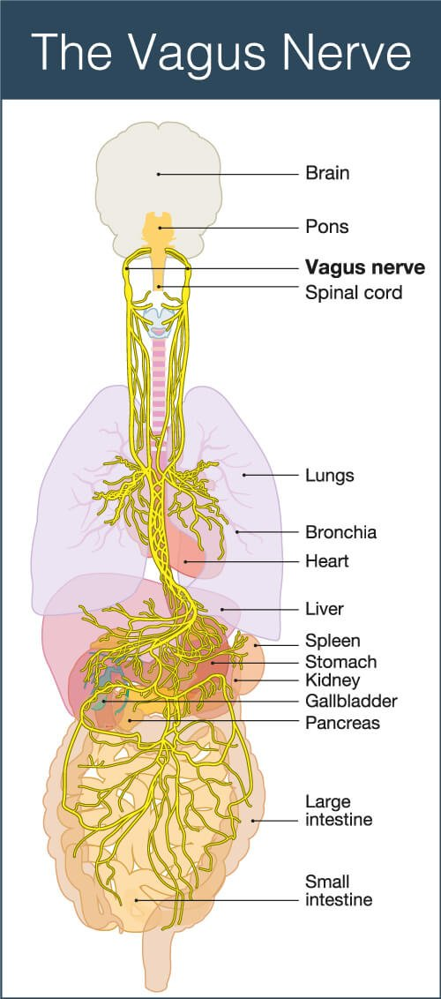 The Vagus Nerve
Brain
Pons
Vagus nerve
Spinal cord
Lungs
Bronchia
Heart
Liver
Spleen
Stomach
Kidney
Gallbladder
Pancreas
Large
intestine
Small
intestine